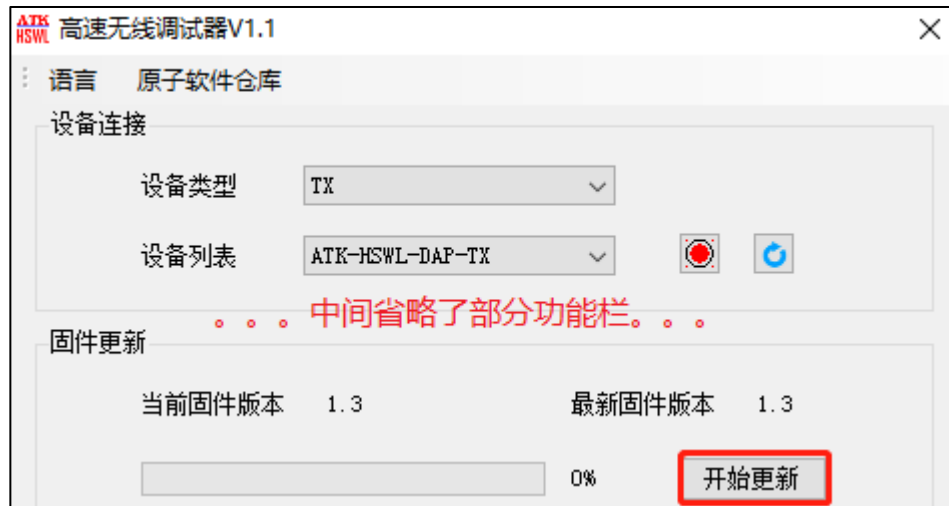 ATK HSWL 高速无线调试器V1.1
语言 原子软件仓库
设备连接
设备类型 TX
设备列表 ATK-HSWL-DAP-TX
。。。中间省略了部分功能栏。。。
固件更新
当前固件版本 1.3 最新固件版本 1.3
0% 开始更新